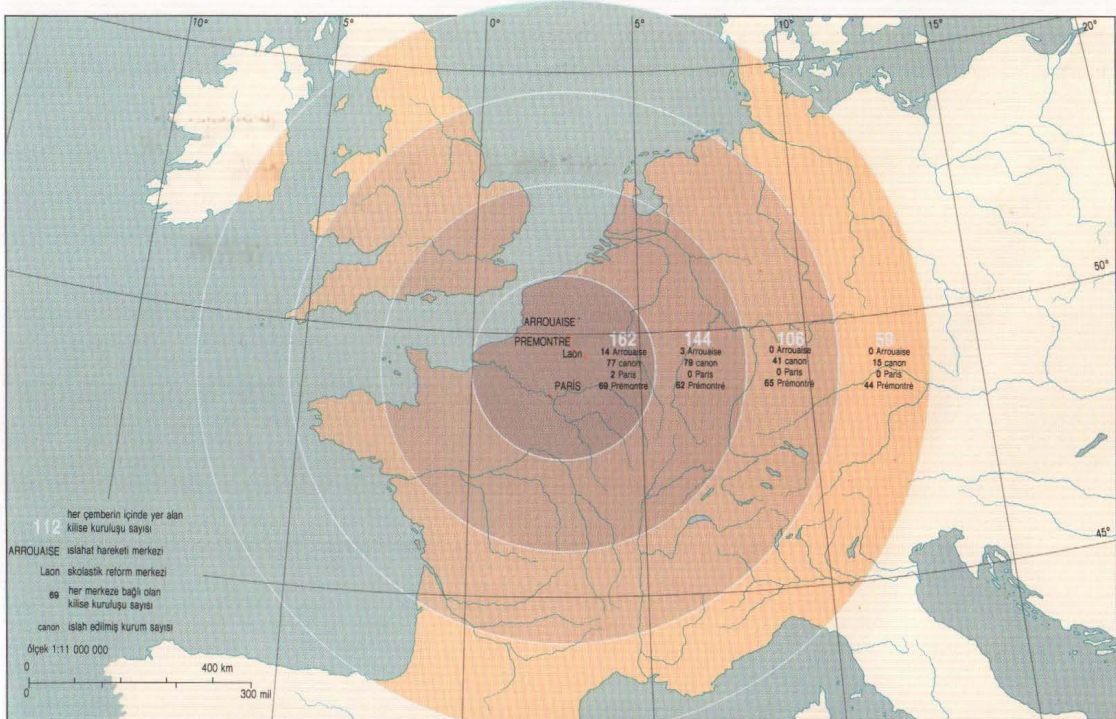 10°
5°
0°
5°
10°
15°
20°
50°
45°
ARROUAISE
PREMONTRE
Laon
PARIS
162
14 Arrouaise
77 canon
2 Paris
69 Prémontré
144
3 Arrouaise
79 canon
0 Paris
62 Prémontré
106
0 Arrouaise
41 canon
0 Paris
65 Prémontré
59
0 Arrouaise
15 canon
0 Paris
44 Prémontré
112 her çemberin içinde yer alan
kilise kuruluşu sayısı
ARROUAISE ıslahat hareketi merkezi
Laon skolastik reform merkezi
69 her merkeze bağlı olan
kilise kuruluşu sayısı
canon ıslah edilmiş kurum sayısı
ölçek 1:11 000 000
0 400 km
0 300 mil